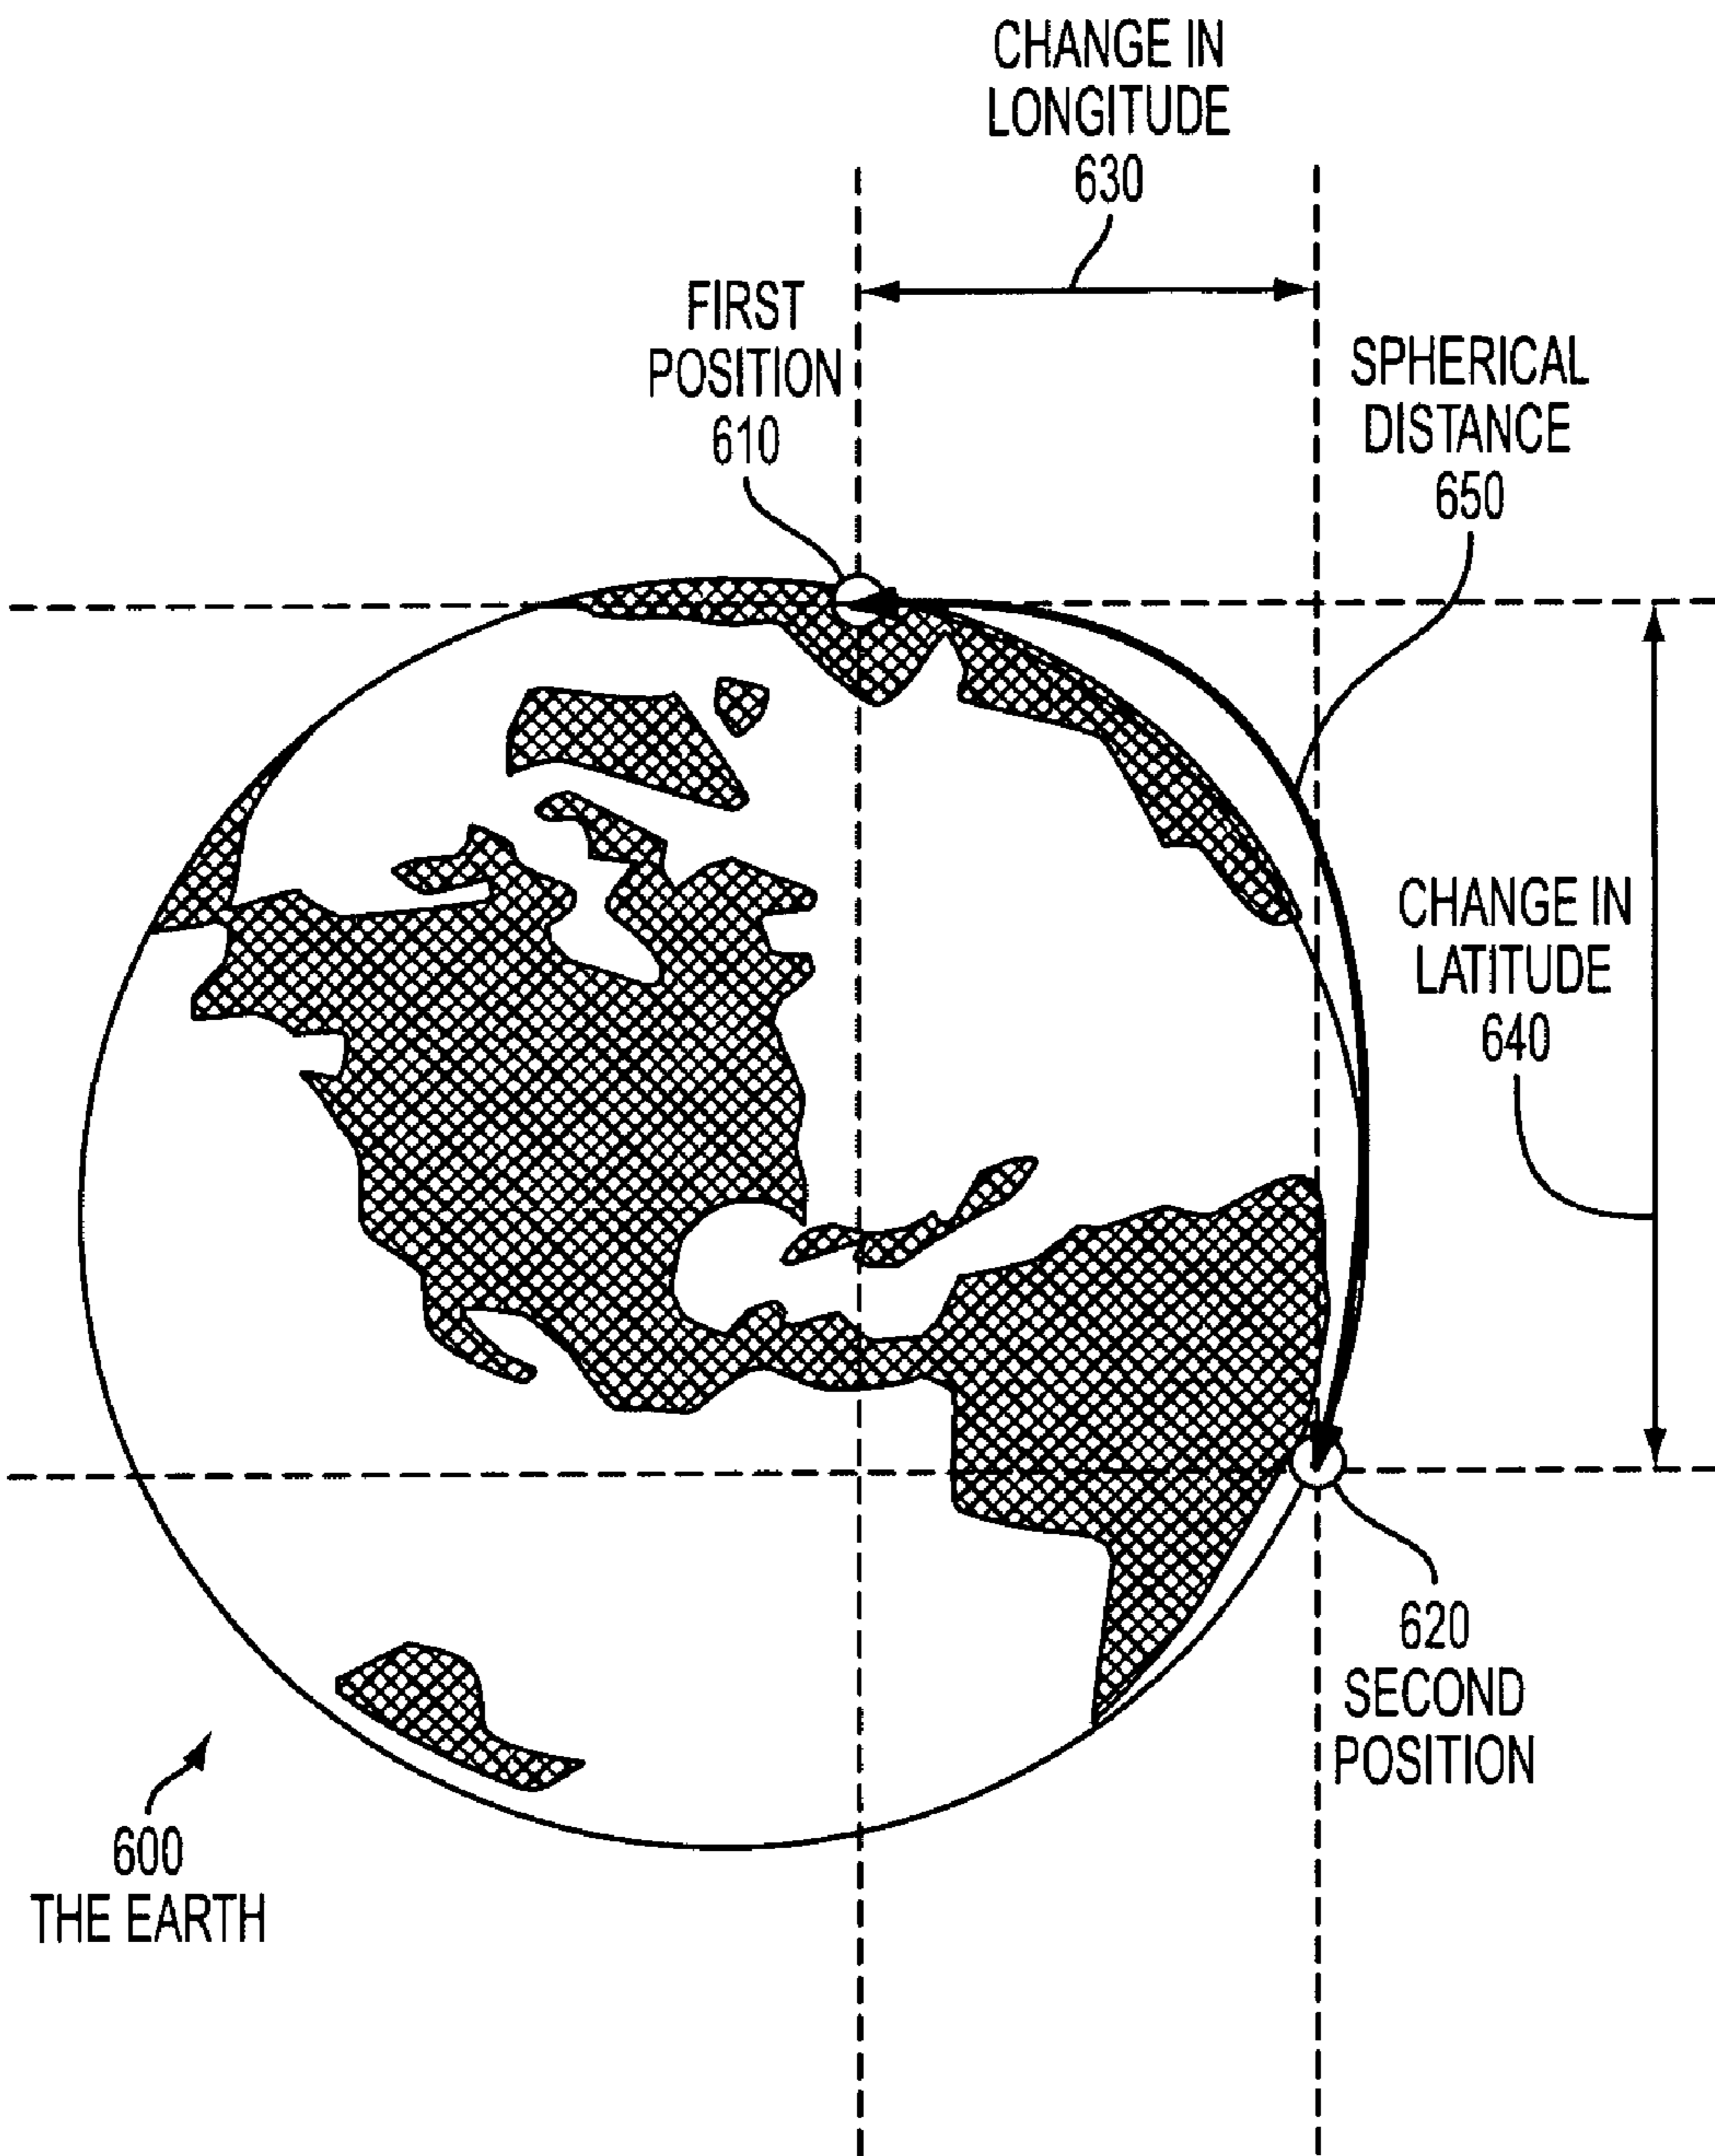 CHANGE IN
LONGITUDE
630
FIRST
POSITION
610
SPHERICAL
DISTANCE
650
CHANGE IN
LATITUDE
640
620
SECOND
POSITION
600
THE EARTH